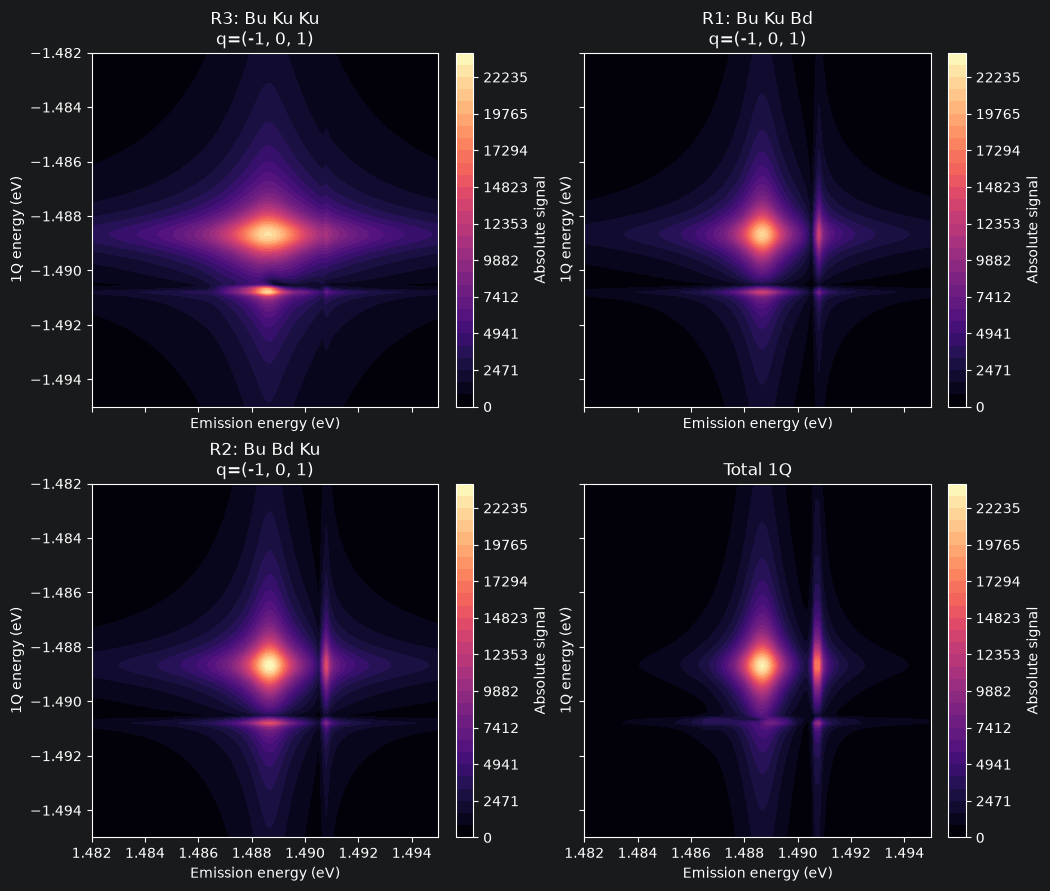 R3: Bu Ku Ku
q=(-1, 0, 1)
R1: Bu Ku Bd
q=(-1, 0, 1)
−1.482
−1.484
−1.486
−1.488
−1.490
−1.492
−1.494
1Q energy (eV)
Emission energy (eV)
22235
19765
17294
14823
12353
9882
7412
4941
2471
0
Absolute signal
1Q energy (eV)
Emission energy (eV)
22235
19765
17294
14823
12353
9882
7412
4941
2471
0
Absolute signal
R2: Bu Bd Ku
q=(-1, 0, 1)
Total 1Q
−1.482
−1.484
−1.486
−1.488
−1.490
−1.492
−1.494
1Q energy (eV)
1.482 1.484 1.486 1.488 1.490 1.492 1.494
Emission energy (eV)
22235
19765
17294
14823
12353
9882
7412
4941
2471
0
Absolute signal
1Q energy (eV)
1.482 1.484 1.486 1.488 1.490 1.492 1.494
Emission energy (eV)
22235
19765
17294
14823
12353
9882
7412
4941
2471
0
Absolute signal